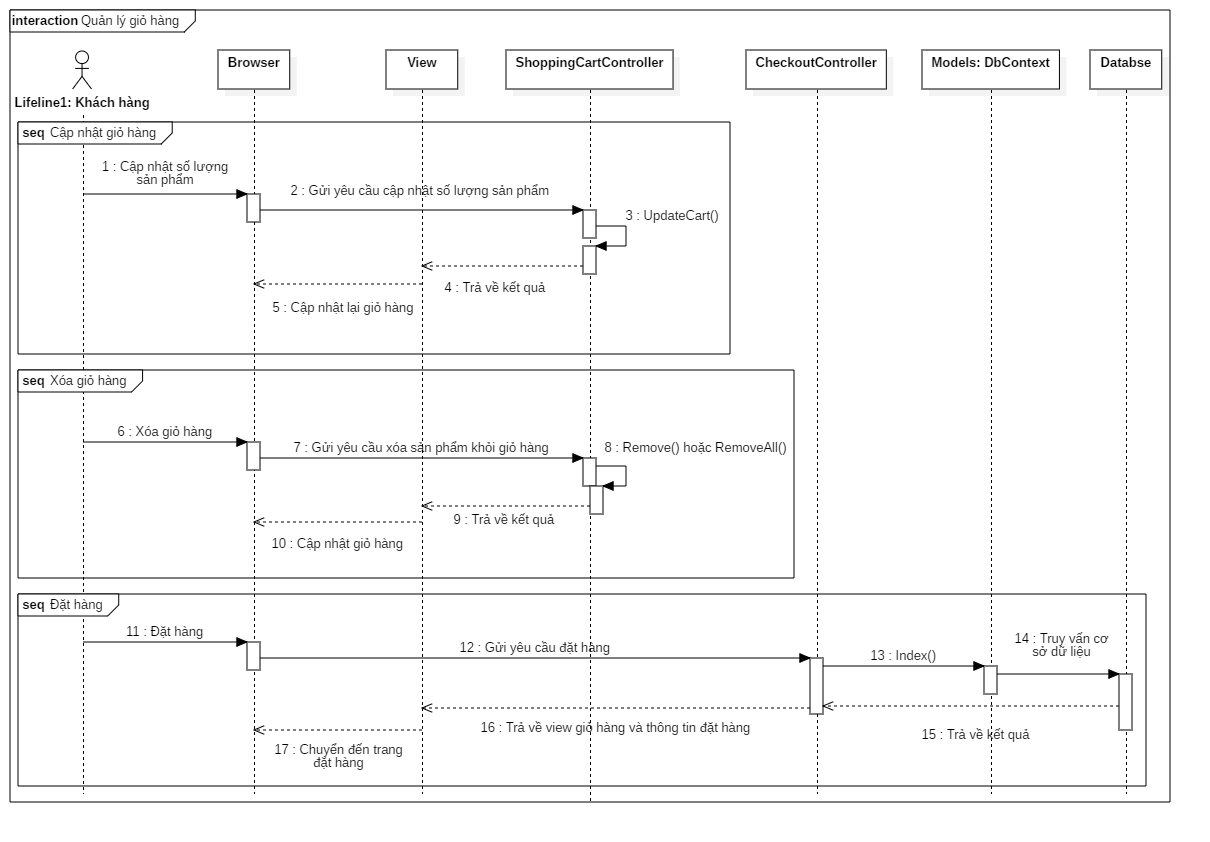 interaction Quản lý giỏ hàng
Browser
View
ShoppingCartController
CheckoutController
Models: DbContext
Databse
Lifeline1: Khách hàng
seq Cập nhật giỏ hàng
1 : Cập nhật số lượng
sản phẩm
2 : Gửi yêu cầu cập nhật số lượng sản phẩm
3 : UpdateCart()
4 : Trả về kết quả
5 : Cập nhật lại giỏ hàng
seq Xóa giỏ hàng
6 : Xóa giỏ hàng
7 : Gửi yêu cầu xóa sản phẩm khỏi giỏ hàng
8 : Remove() hoặc RemoveAll()
9 : Trả về kết quả
10 : Cập nhật giỏ hàng
seq Đặt hàng
11 : Đặt hàng
12 : Gửi yêu cầu đặt hàng
13 : Index()
14 : Truy vấn cơ
sở dữ liệu
15 : Trả về kết quả
16 : Trả về view giỏ hàng và thông tin đặt hàng
17 : Chuyển đến trang
đặt hàng